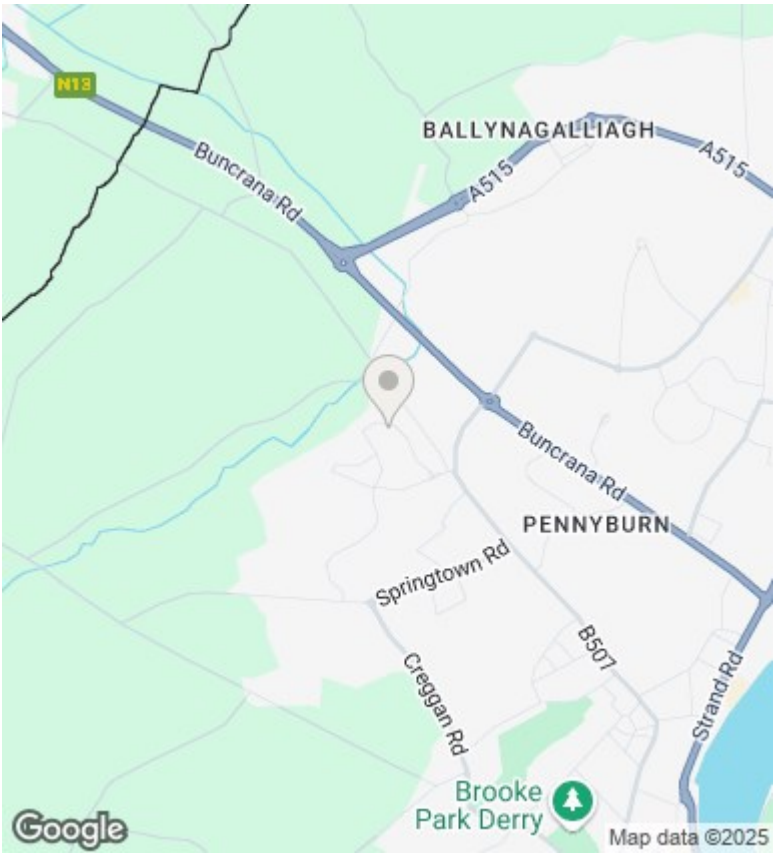 N13
BALLYNAGALLIAGH
A515
A515
Buncrana Rd
Buncrana Rd
PENNYBURN
Springtown Rd
B507
Creggan Rd
Strand Rd
Brooke
Park Derry
Google
Map data ©2025